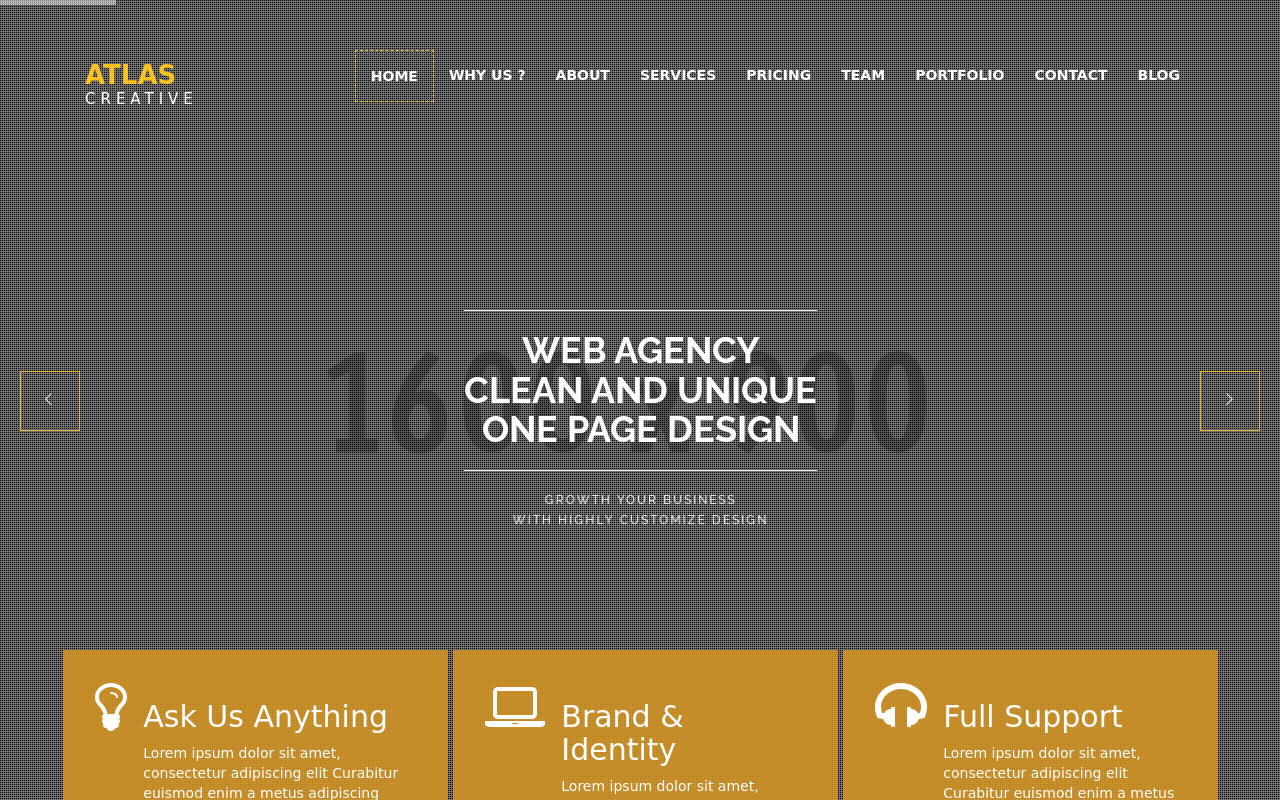 ATLAS
CREATIVE
HOME WHY US ? ABOUT SERVICES PRICING TEAM PORTFOLIO CONTACT BLOG
WEB AGENCY
CLEAN AND UNIQUE
ONE PAGE DESIGN
GROWTH YOUR BUSINESS
WITH HIGHLY CUSTOMIZE DESIGN
Ask Us Anything
Lorem ipsum dolor sit amet,
consectetur adipiscing elit Curabitur
euismod enim a metus adipiscing
Brand &
Identity
Lorem ipsum dolor sit amet,
Full Support
Lorem ipsum dolor sit amet,
consectetur adipiscing elit
Curabitur euismod enim a metus